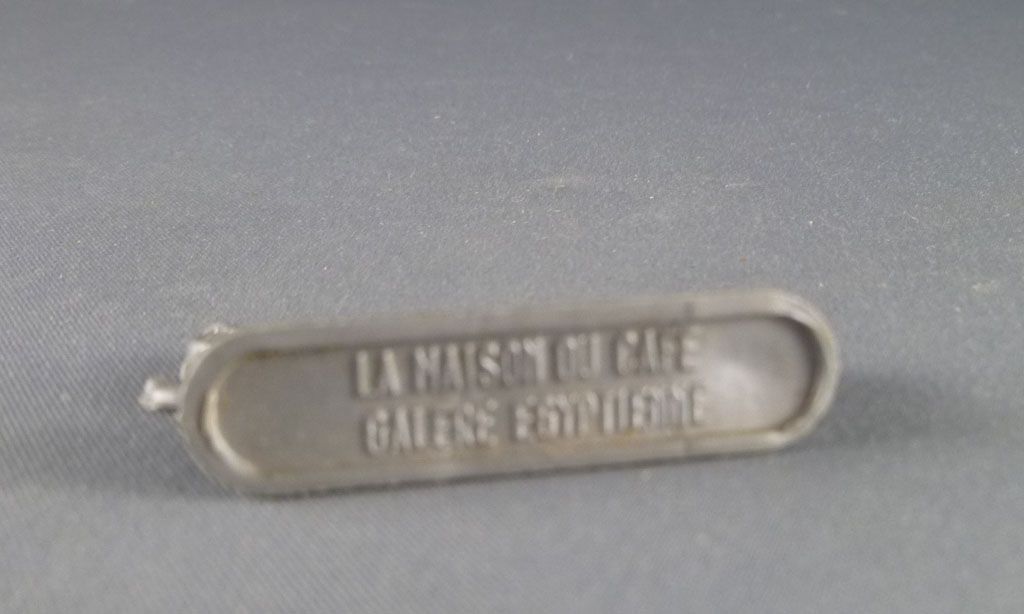 LA MAISON DU CAFE
GALERE EGYPTIENNE